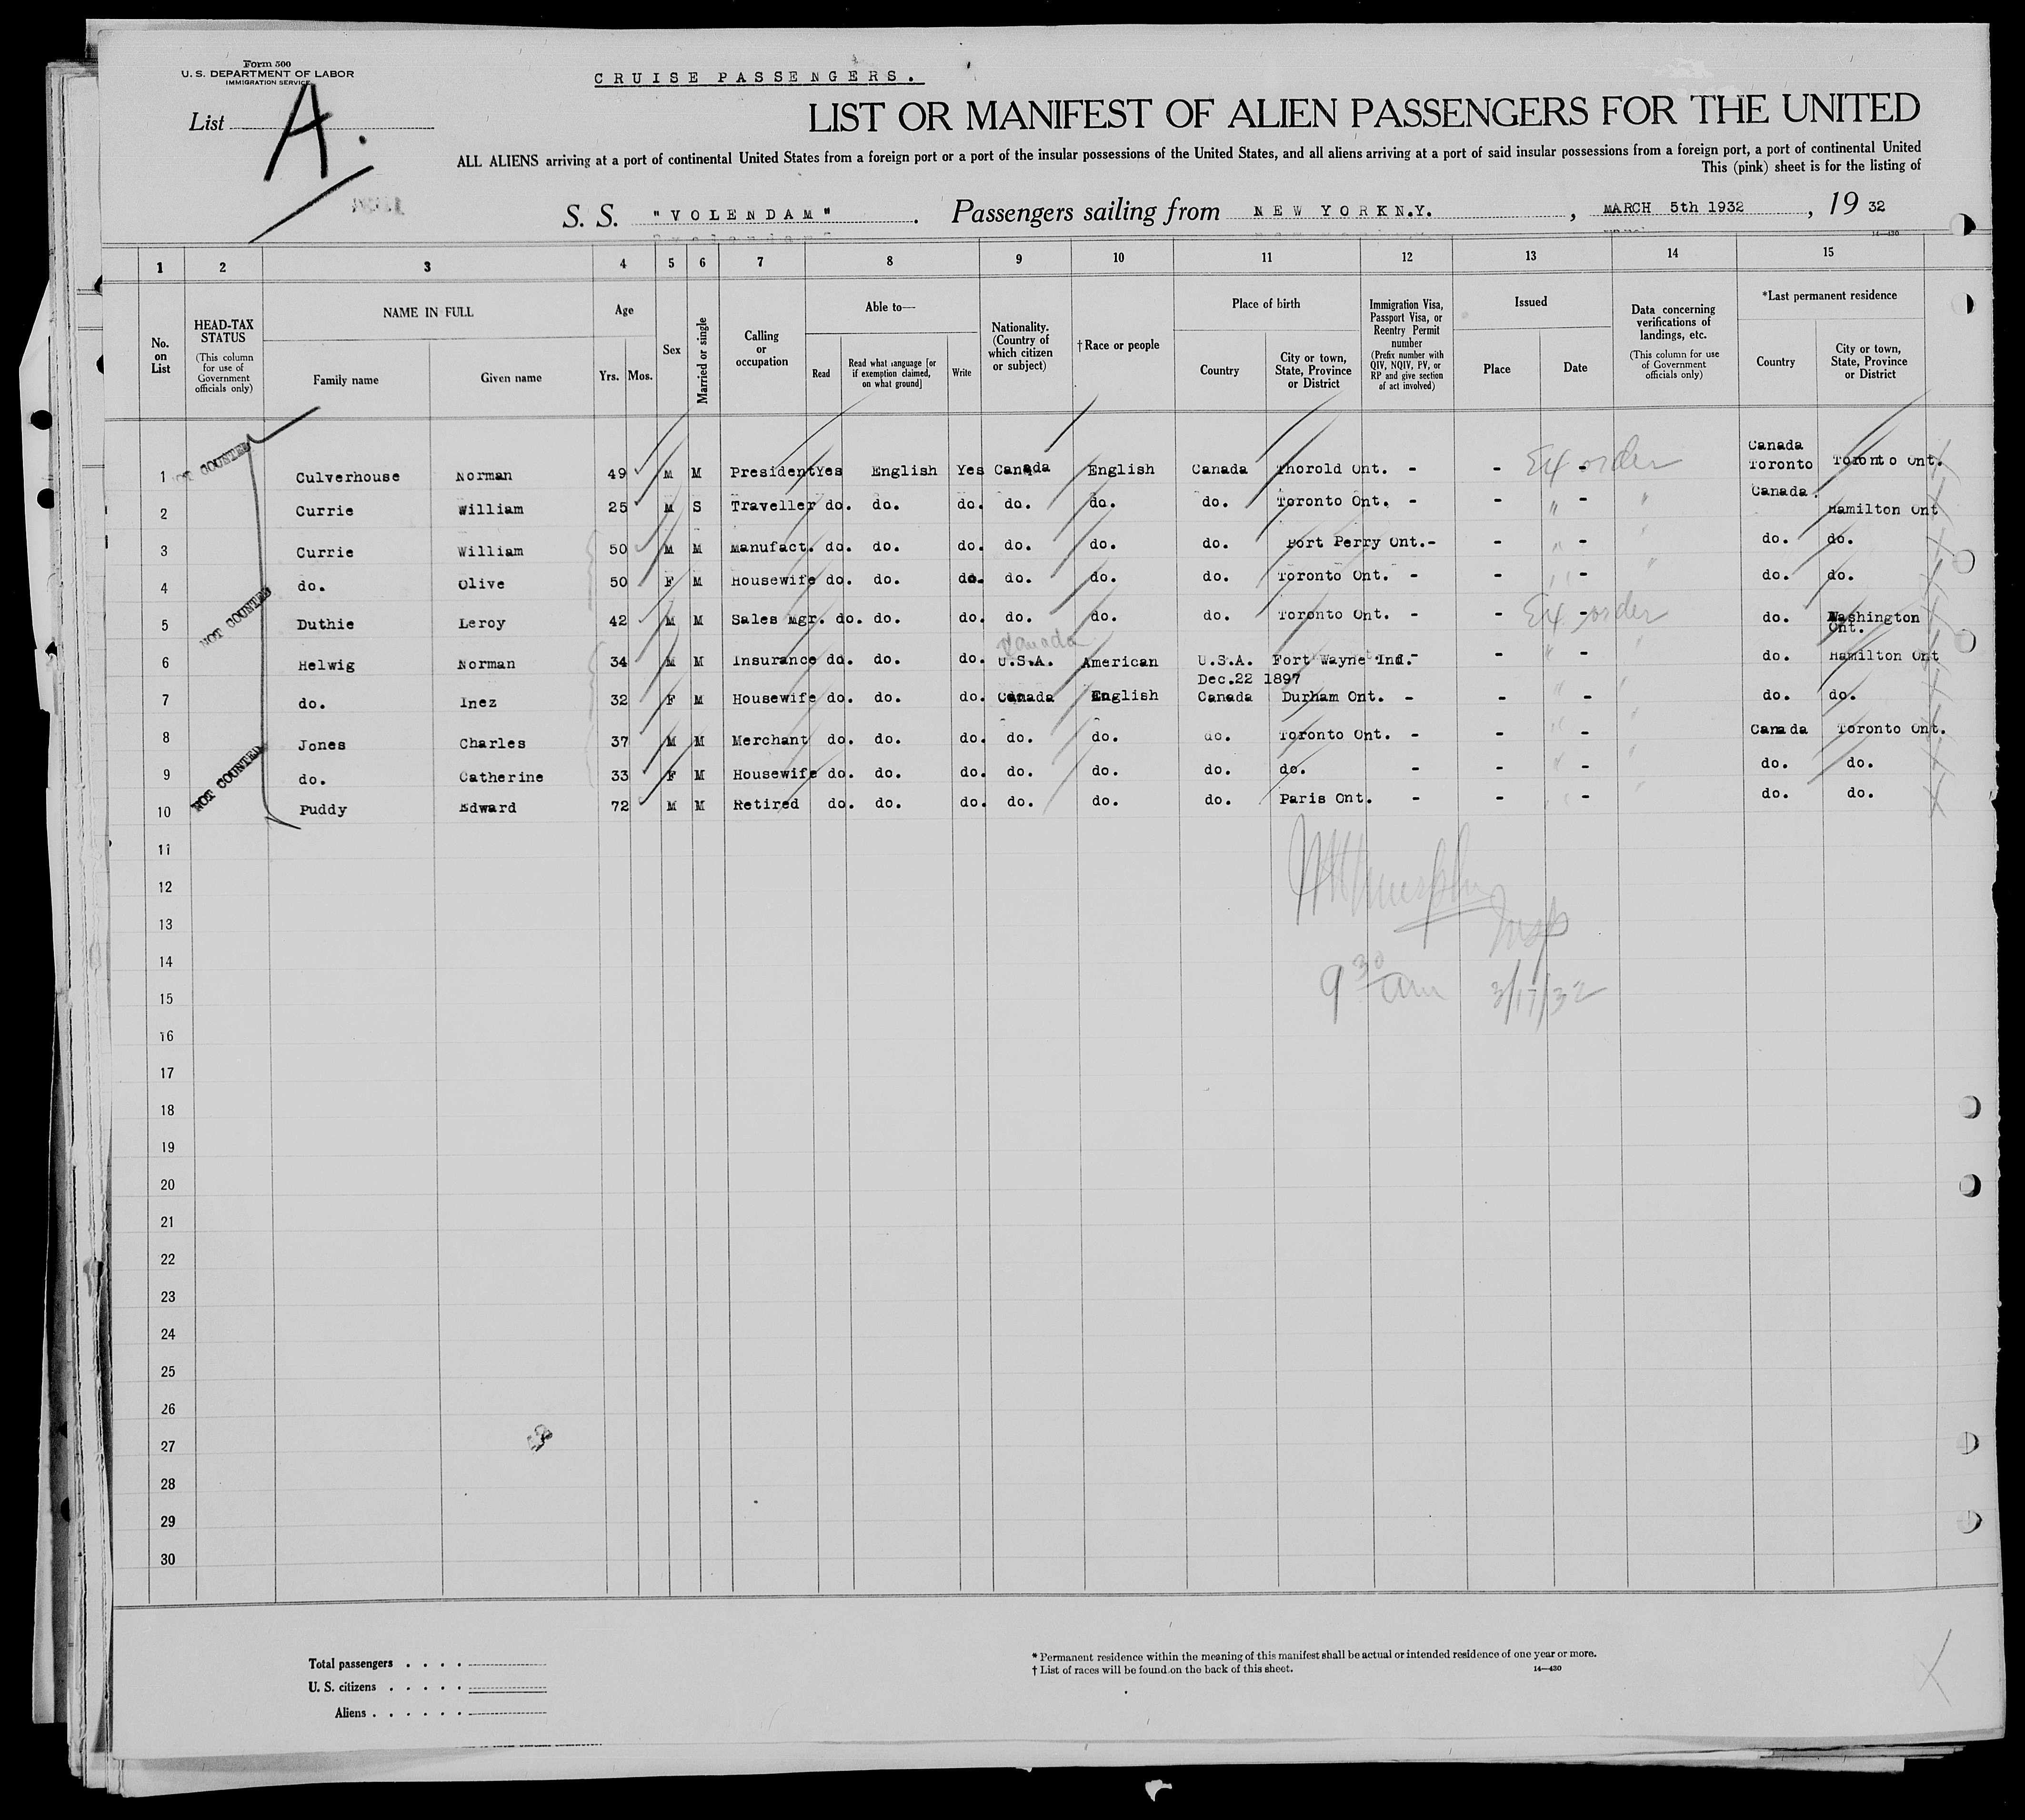 Form 500
U. S. DEPARTMENT OF LABOR
IMMIGRATION SERVICE
CRUISE PASSENGERS.
List A.
LIST OR MANIFEST OF ALIEN PASSENGERS FOR THE UNITED
ALL ALIENS arriving at a port of continental United States from a foreign port or a port of the insular possessions of the United States, and all aliens arriving at a port of said insular possessions from a foreign port, a port of continental United
This (pink) sheet is for the listing of
S. S. "VOLENDAM" . Passengers sailing from NEW YORKN.Y. , MARCH 5th 1932 , 19 32
14—430
1 2 3 4 5 6 7 8 9 10 11 12 13 14 15
No. on List
HEAD-TAX STATUS (This column for use of Government officials only)
NAME IN FULL
Family name Given name
Age
Yrs. Mos.
Sex
Married or single
Calling or occupation
Able to—
Read Read what language [or if exemption claimed, on what ground] Write
Nationality. (Country of which citizen or subject)
†Race or people
Place of birth
Country City or town, State, Province or District
Immigration Visa, Passport Visa, or Reentry Permit number (Prefix number with QIV, NQIV, PV, or RP and give section of act involved)
Issued
Place Date
Data concerning verifications of landings, etc. (This column for use of Government officials only)
*Last permanent residence
Country City or town, State, Province or District
NOT COUNTED
1 Culverhouse Norman 49 M M President Yes English Yes Canada English Canada Thorold Ont. - - - Ex order Canada Toronto Toronto Ont.
2 Currie William 25 M S Traveller do. do. do. do. do. do. Toronto Ont. - - " - " Canada. Hamilton Ont
3 Currie William 50 M M Manufact. do. do. do. do. do. do. Port Perry Ont.- - " - " do. do.
4 do. Olive 50 F M Housewife do. do. do. do. do. do. Toronto Ont. - - " - " do. do.
NOT COUNTED
5 Duthie Leroy 42 M M Sales Mgr. do. do. do. do. do. do. Toronto Ont. - - Ex order do. Washington Ont.
Canada
6 Helwig Norman 34 M M Insurance do. do. do. U.S.A. American U.S.A. Fort Wayne Ind. - - " - " do. Hamilton Ont
Dec.22 1897
7 do. Inez 32 F M Housewife do. do. do. Canada English Canada Durham Ont. - - " - " do. do.
8 Jones Charles 37 M M Merchant do. do. do. do. do. do. Toronto Ont. - - " - " Canada Toronto Ont.
9 do. Catherine 33 F M Housewife do. do. do. do. do. do. do. - - " - " do. do.
NOT COUNTED
10 Puddy Edward 72 M M Retired do. do. do. do. do. do. Paris Ont. - - " - " do. do.
11
12
13 Insp
14
15 9 30 am 3/17/32
16
17
18
19
20
21
22
23
24
25
26
27
28
29
30
Total passengers . . . .
U. S. citizens . . . . .
Aliens . . . . . .
* Permanent residence within the meaning of this manifest shall be actual or intended residence of one year or more.
† List of races will be found on the back of this sheet. 14—430